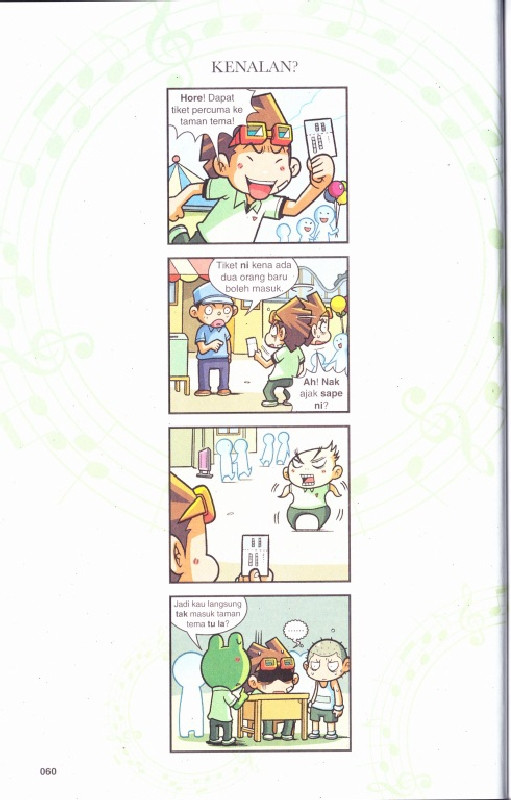 KENALAN?
Hore! Dapat
tiket percuma ke
taman tema!
Tiket ni kena ada
dua orang baru
boleh masuk.
Ah! Nak
ajak sape
ni?
Jadi kau langsung
tak masuk taman
tema tu la?
......
060